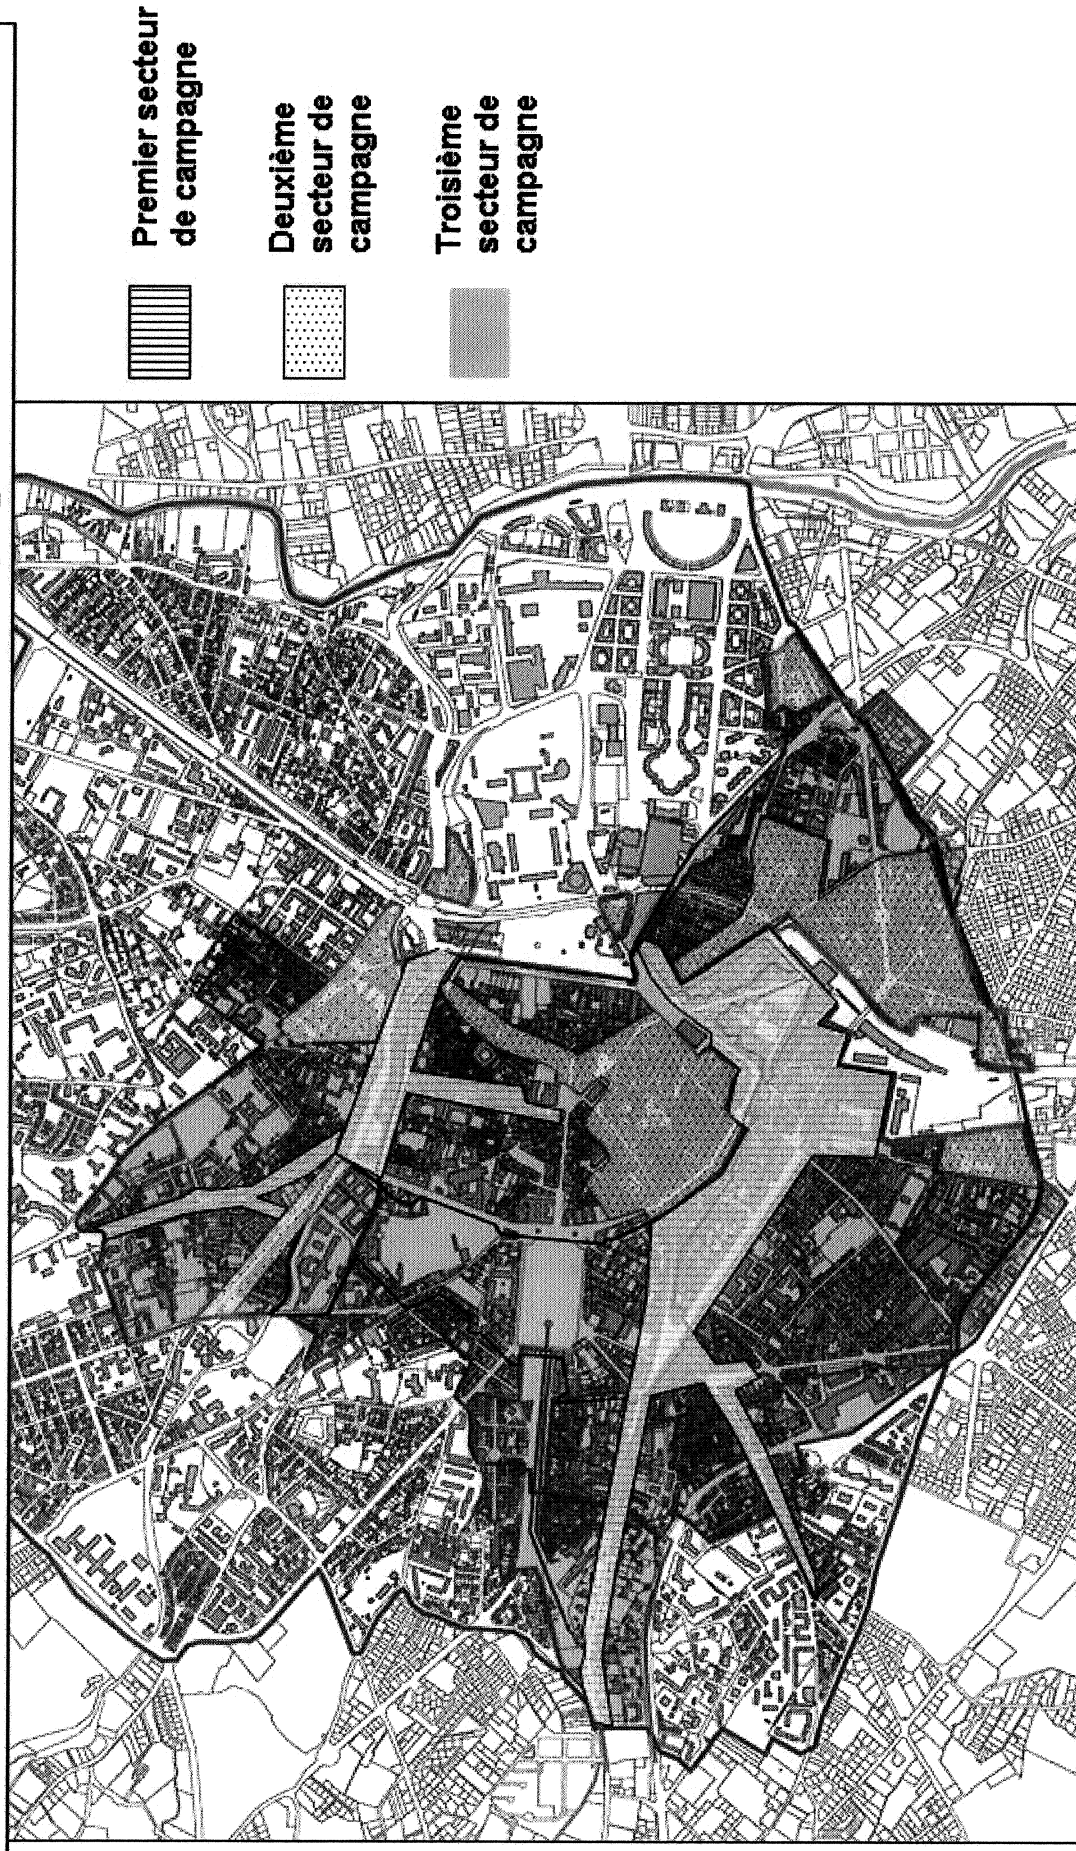 Premier secteur
de campagne
Deuxième
secteur de
campagne
Troisième
secteur de
campagne